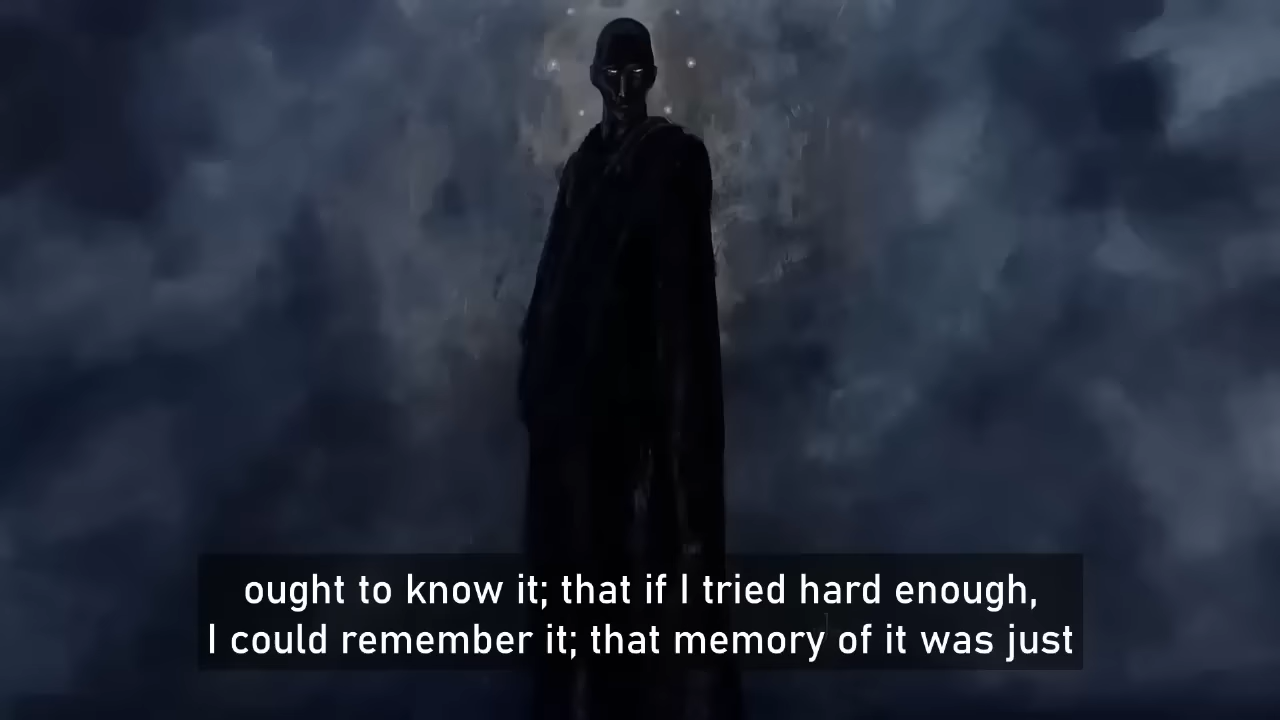 ought to know it; that if I tried hard enough,
I could remember it; that memory of it was just